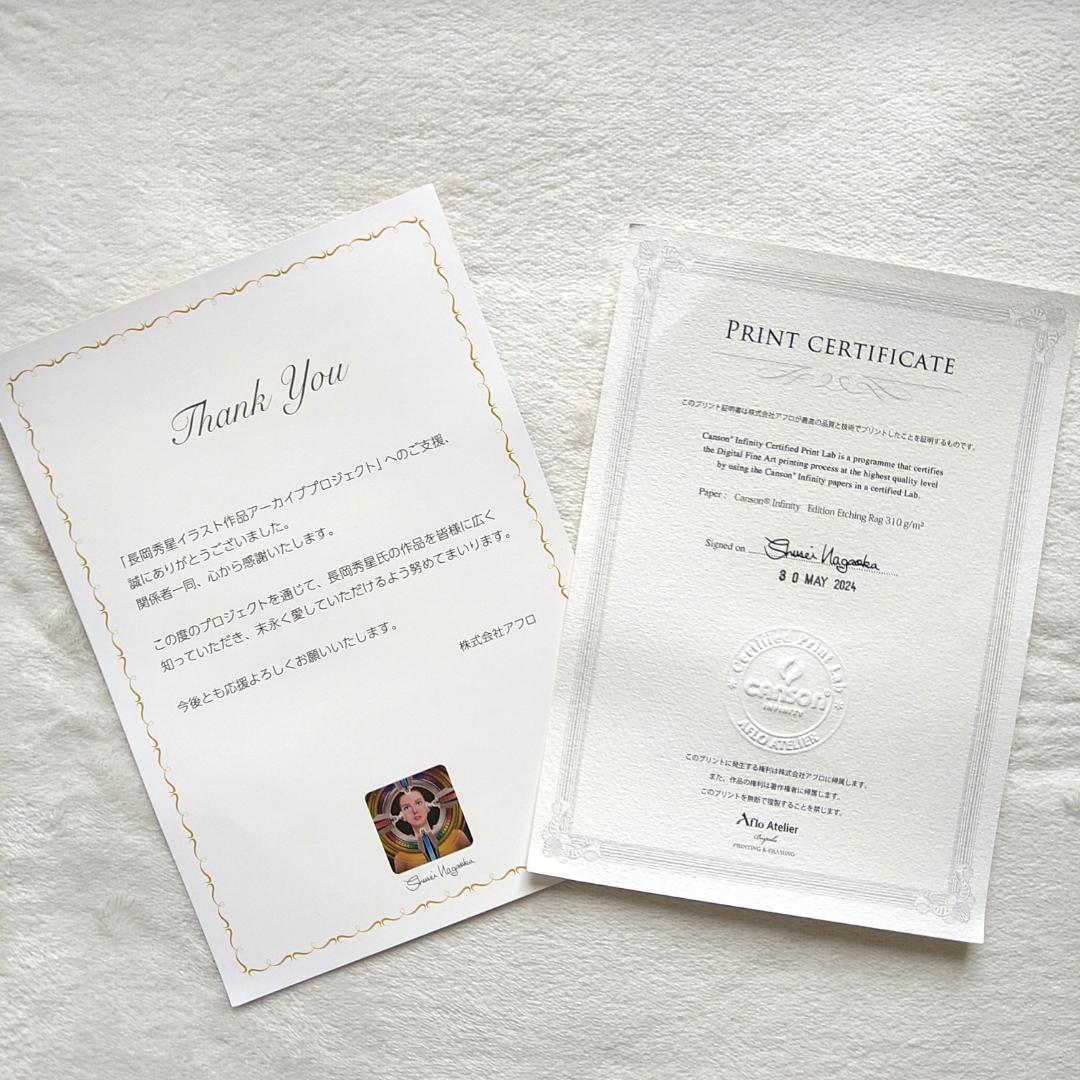 Thank You
「長岡秀星イラスト作品アーカイブプロジェクト」へのご支援、
誠にありがとうございました。
関係者一同、心から感謝いたします。
この度のプロジェクトを通じて、長岡秀星氏の作品を皆様に広く
知っていただき、末永く愛していただけるよう努めてまいります。
今後とも応援よろしくお願いいたします。
株式会社アフロ
Shusei Nagaoka
PRINT CERTIFICATE
このプリント証明書は株式会社アフロが最高の品質と技術でプリントしたことを証明するものです。
Canson® Infinity Certified Print Lab is a programme that certifies
the Digital Fine Art printing process at the highest quality level
by using the Canson® Infinity papers in a certified Lab.
Paper : Canson® Infinity Edition Etching Rag 310 g/m²
Signed on Shusei Nagaoka
30 MAY 2024
Certified Print Lab
canson®
INFINITY
AFLO ATELIER
このプリントに発生する権利は株式会社アフロに帰属します。
また、作品の権利は著作権者に帰属します。
このプリントを無断で複製することを禁じます。
Aflo Atelier
Bespoke
PRINTING & FRAMING